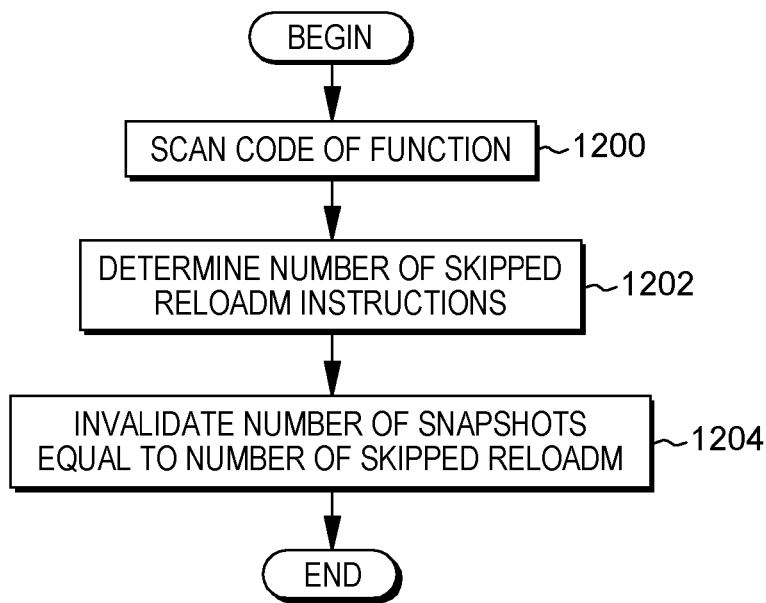 BEGIN
SCAN CODE OF FUNCTION
1200
DETERMINE NUMBER OF SKIPPED
RELOADM INSTRUCTIONS
1202
INVALIDATE NUMBER OF SNAPSHOTS
EQUAL TO NUMBER OF SKIPPED RELOADM
1204
END